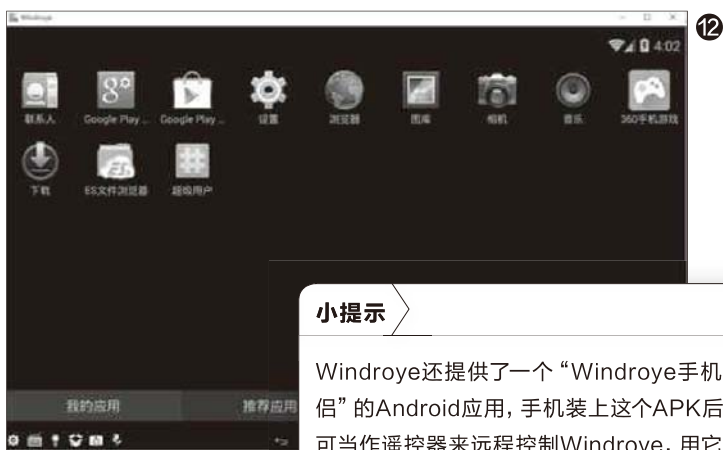 Windroye
⑫
4:02
联系人
Google Play ...
Google Play ...
设置
浏览器
图库
相机
音乐
360手机游戏
下载
ES文件浏览器
超级用户
我的应用
推荐应用
小提示
Windroye还提供了一个“Windroye手机
侣”的Android应用, 手机装上这个APK后
可当作遥控器来远程控制Windroye, 用它